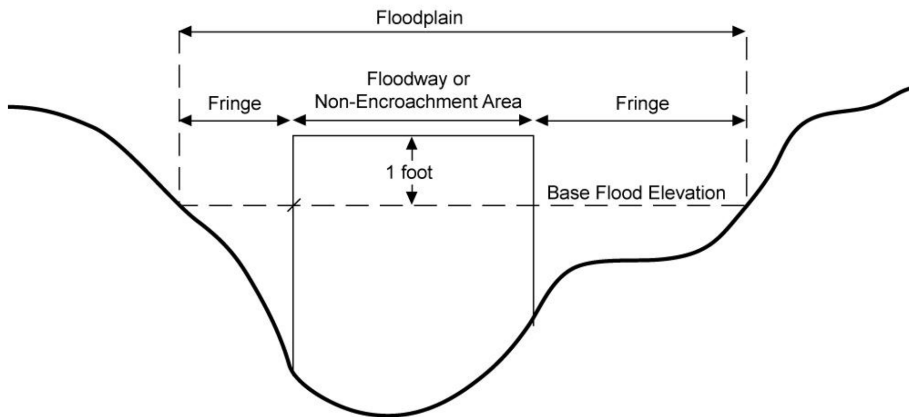 Floodplain
Floodway or
Non-Encroachment Area
Fringe
Fringe
1 foot
Base Flood Elevation